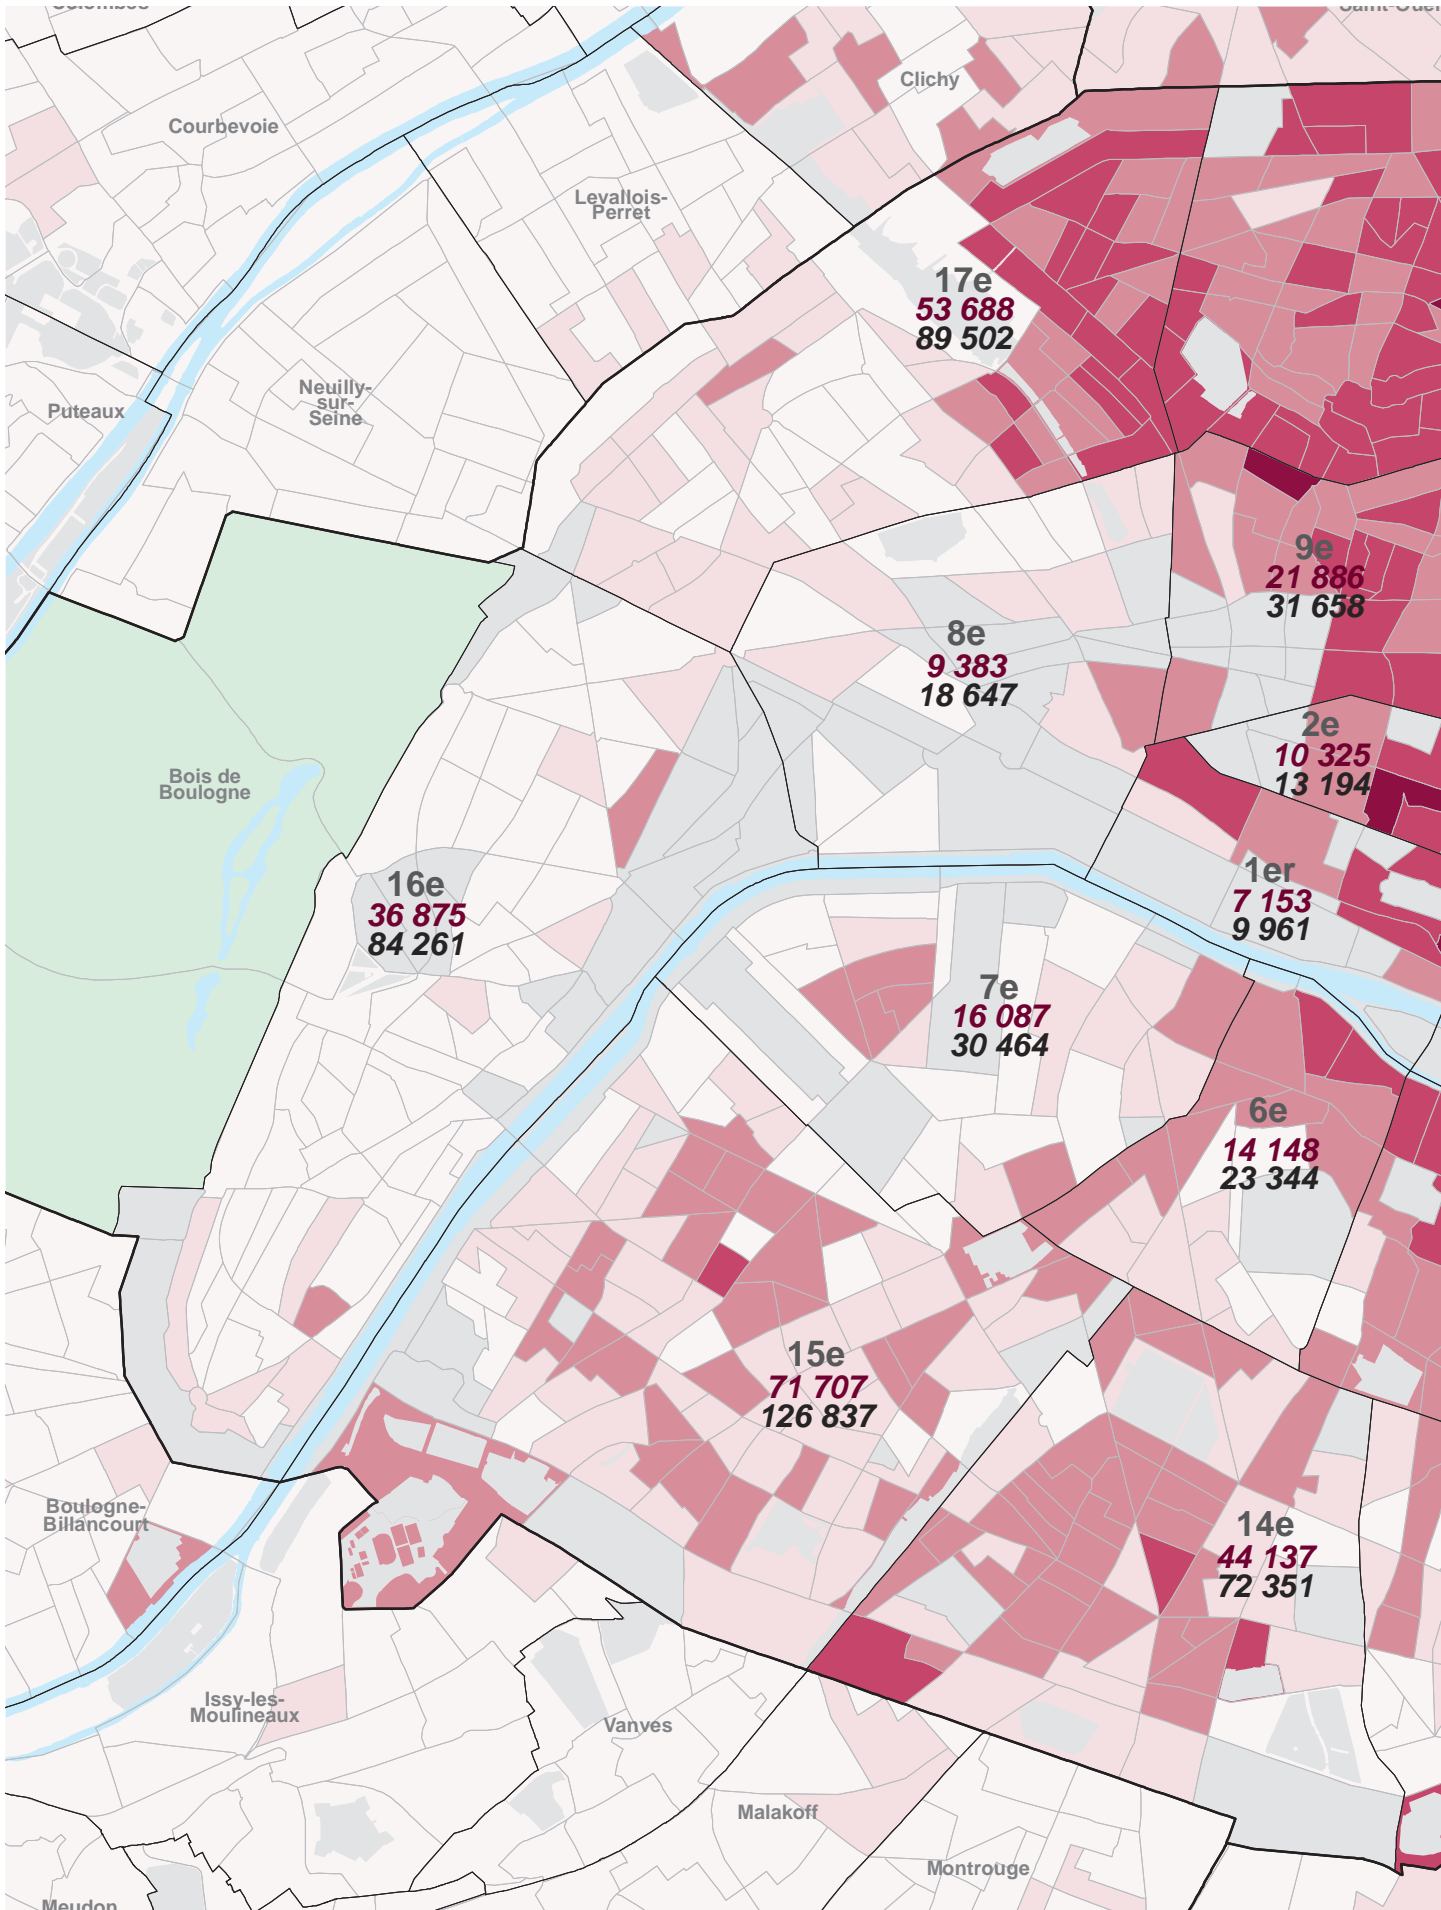 Colombes
Saint-Ouen
Clichy
Courbevoie
Levallois-
Perret
17e
53 688
89 502
Neuilly-
sur-
Seine
Puteaux
9e
21 886
31 658
8e
9 383
18 647
2e
10 325
13 194
Bois de
Boulogne
1er
7 153
9 961
16e
36 875
84 261
7e
16 087
30 464
6e
14 148
23 344
15e
71 707
126 837
Boulogne-
Billancourt
14e
44 137
72 351
Issy-les-
Moulineaux
Vanves
Malakoff
Montrouge
Meudon